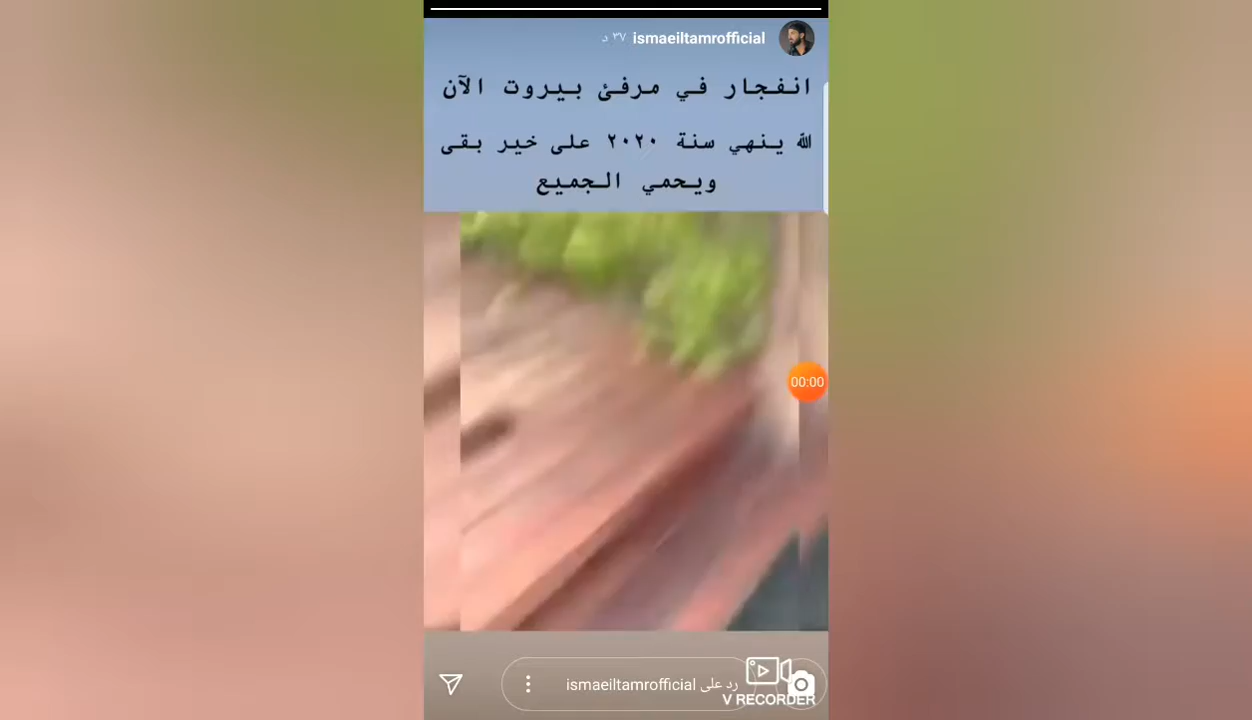 ismaeiltamrofficial ٣٧ د
انفجار في مرفئ بيروت الآن
الله ينهي سنة ٢٠٢٠ على خير بقى
ويحمي الجميع
00:00
رد على ismaeiltamrofficial
V RECORDER